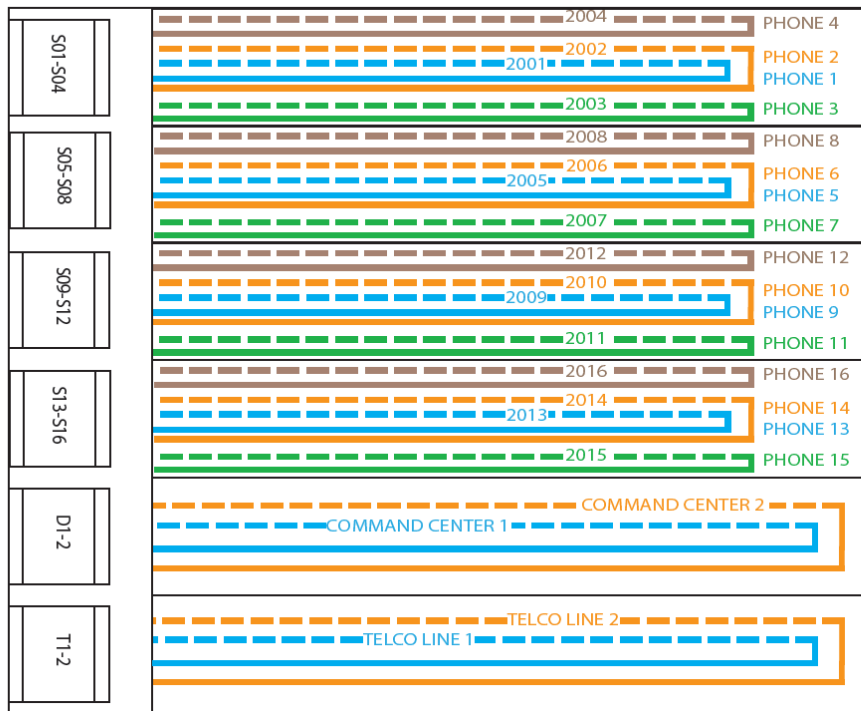 S01-S04
2004
PHONE 4
2002
PHONE 2
2001
PHONE 1
2003
PHONE 3
S05-S08
2008
PHONE 8
2006
PHONE 6
2005
PHONE 5
2007
PHONE 7
S09-S12
2012
PHONE 12
2010
PHONE 10
2009
PHONE 9
2011
PHONE 11
S13-S16
2016
PHONE 16
2014
PHONE 14
2013
PHONE 13
2015
PHONE 15
D1-2
COMMAND CENTER 2
COMMAND CENTER 1
T1-2
TELCO LINE 2
TELCO LINE 1